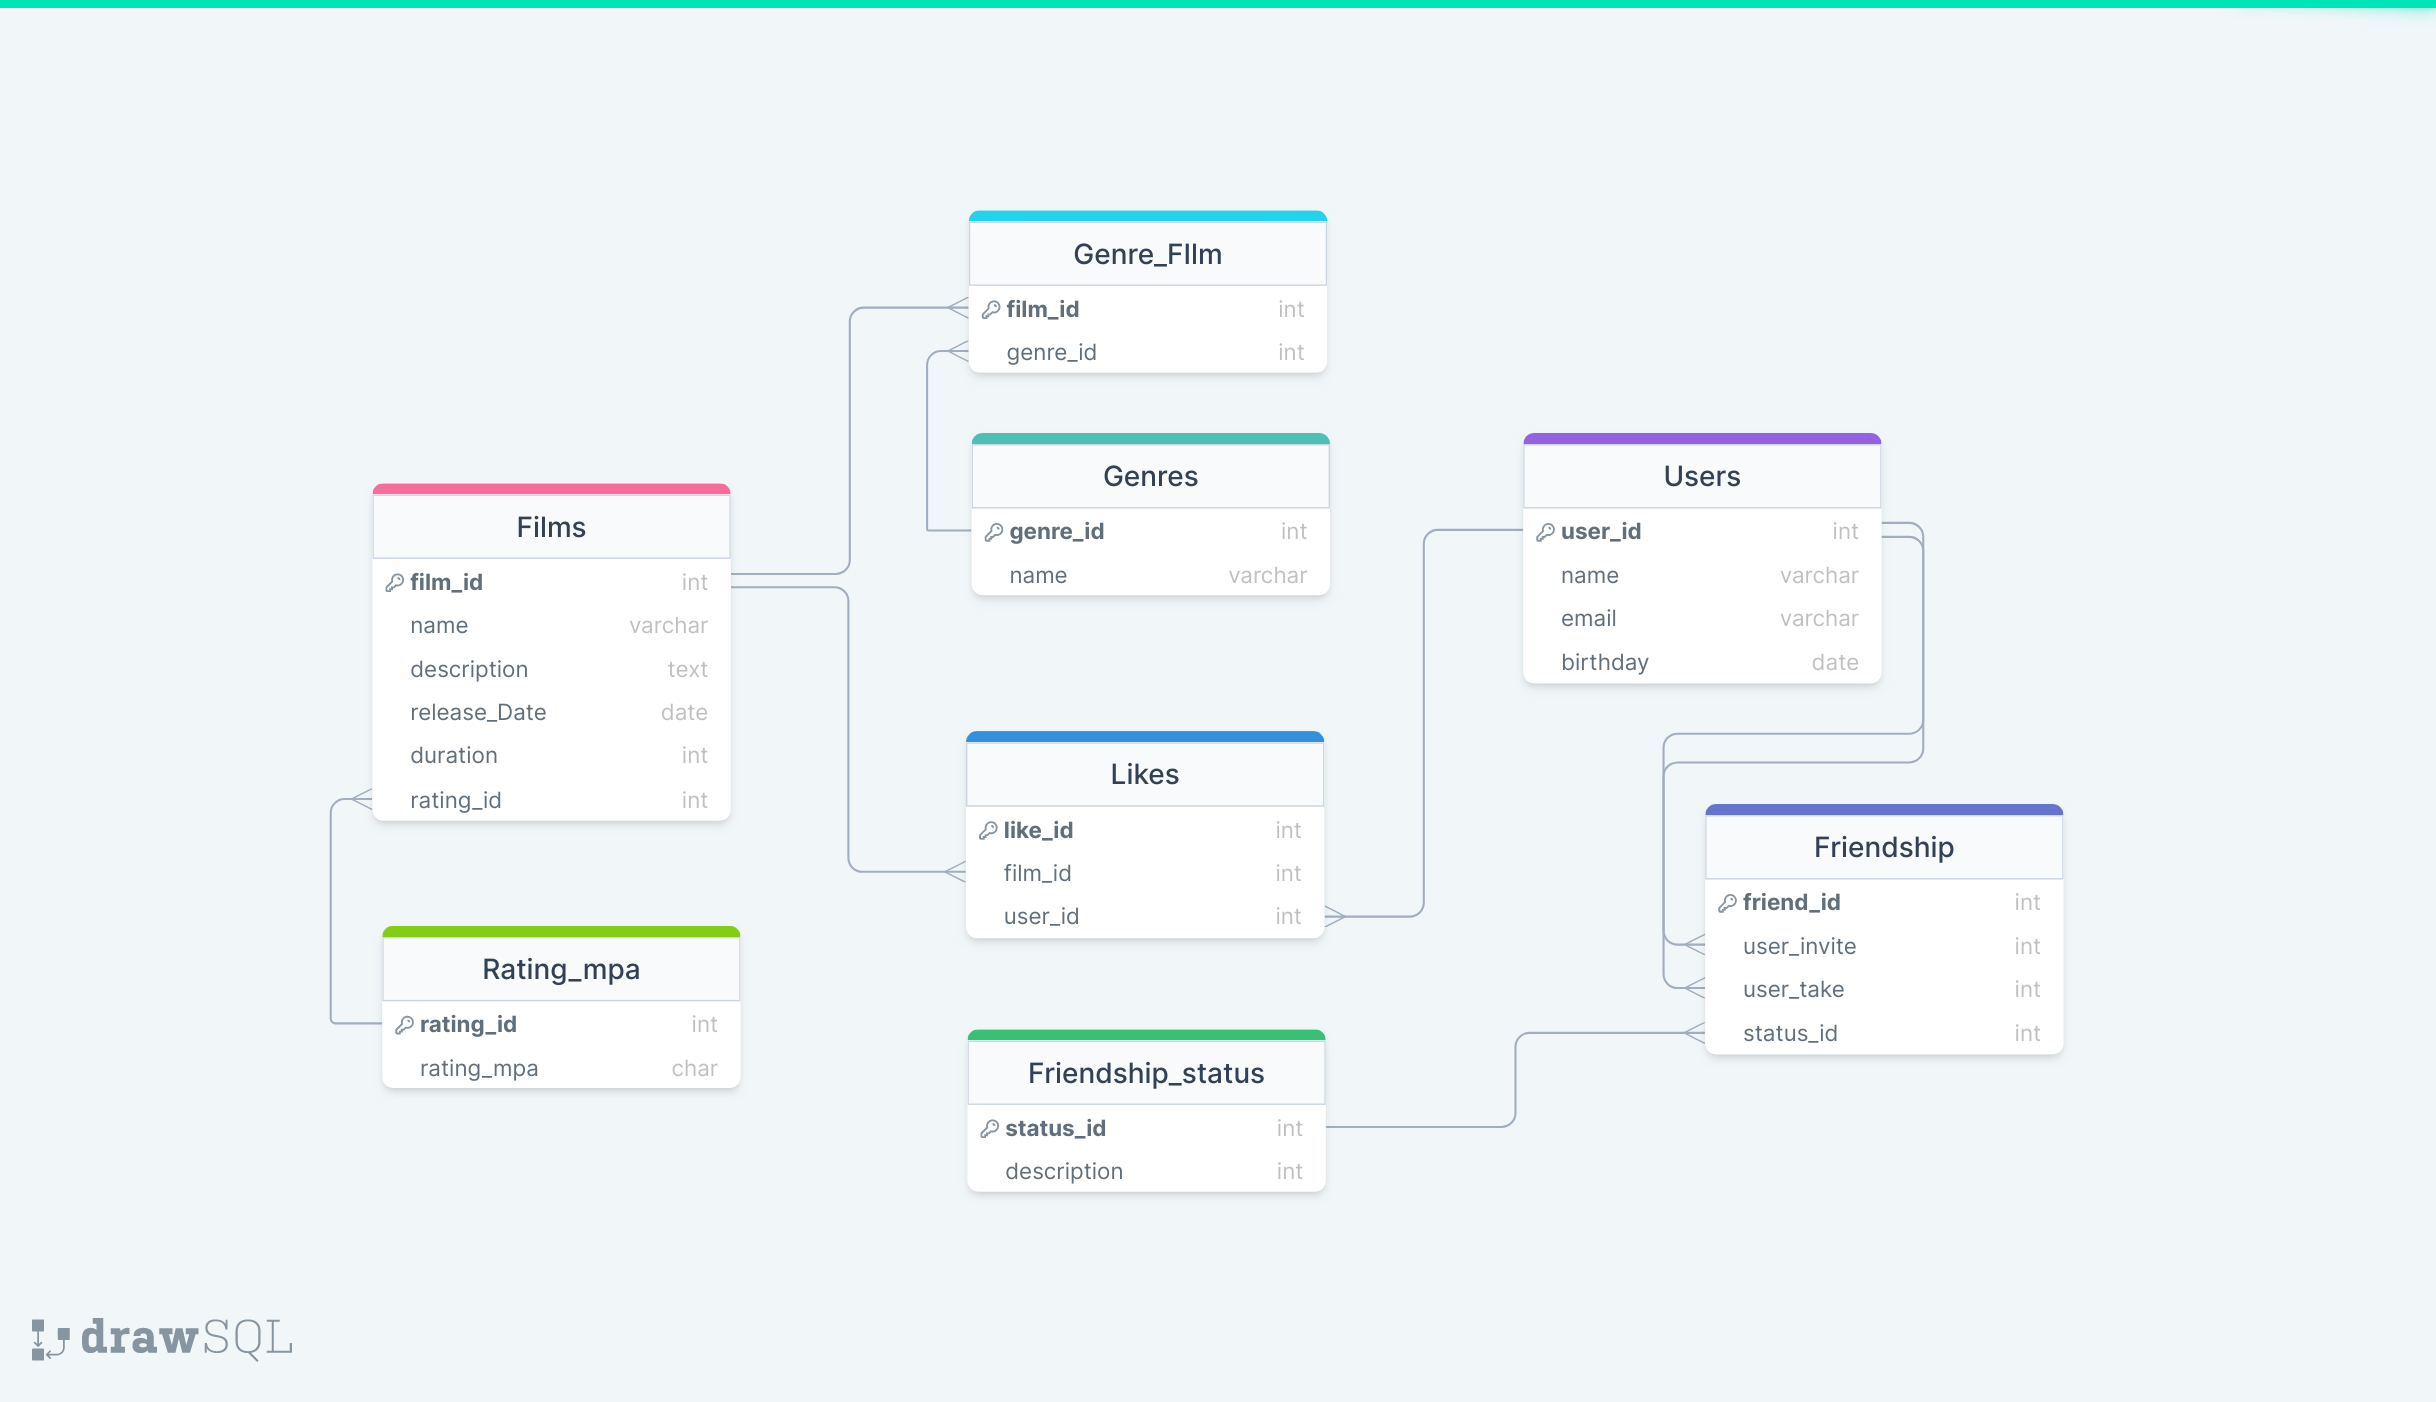 Genre_FIlm
film_id int
genre_id int
Genres
genre_id int
name varchar
Users
user_id int
name varchar
email varchar
birthday date
Films
film_id int
name varchar
description text
release_Date date
duration int
rating_id int
Likes
like_id int
film_id int
user_id int
Friendship
friend_id int
user_invite int
user_take int
status_id int
Rating_mpa
rating_id int
rating_mpa char
Friendship_status
status_id int
description int
drawSQL